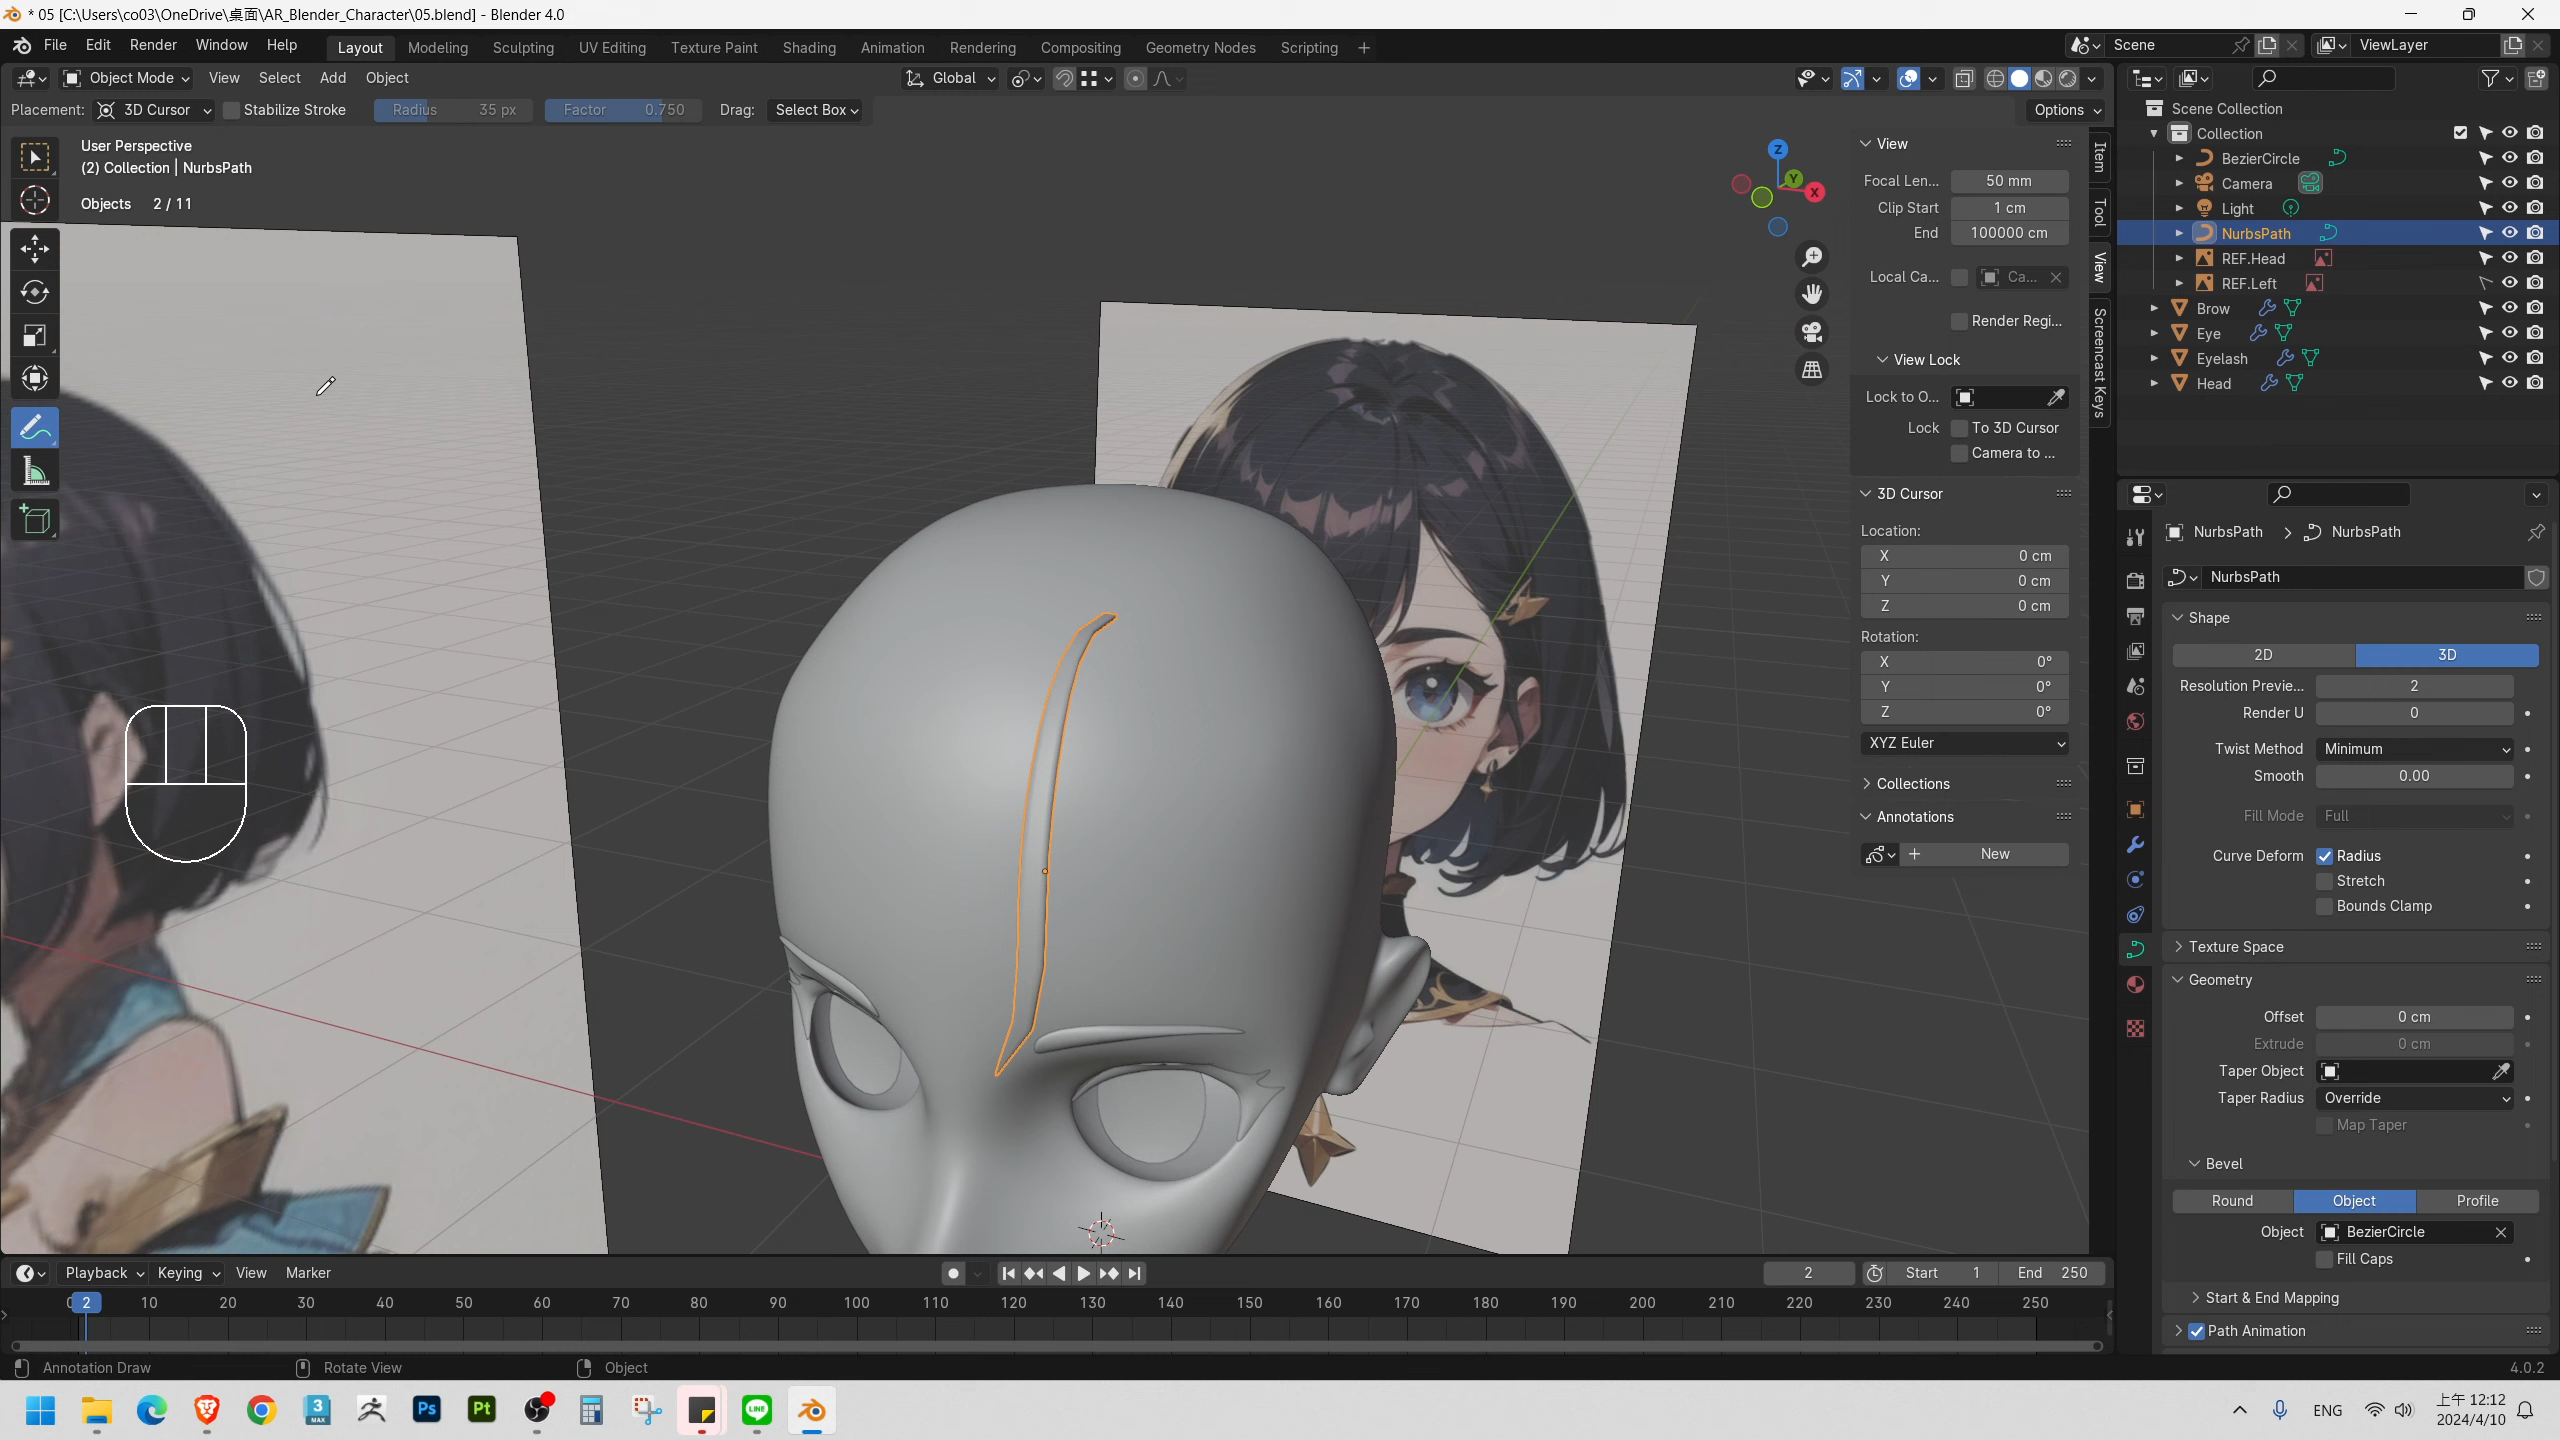 * 05 [C:\Users\co03\OneDrive\桌面\AR_Blender_Character\05.blend] - Blender 4.0
File Edit Render Window Help Layout Modeling Sculpting UV Editing Texture Paint Shading Animation Rendering Compositing Geometry Nodes Scripting + Scene ViewLayer
Object Mode View Select Add Object Global
Placement: 3D Cursor Stabilize Stroke Radius 35 px Factor 0.750 Drag: Select Box Options
User Perspective
(2) Collection | NurbsPath
Objects 2 / 11
Z
Y
X
View
Focal Len... 50 mm
Clip Start 1 cm
End 100000 cm
Local Ca... Ca...
Render Regi...
View Lock
Lock to O...
Lock To 3D Cursor
Camera to ...
3D Cursor
Location:
X 0 cm
Y 0 cm
Z 0 cm
Rotation:
X 0°
Y 0°
Z 0°
XYZ Euler
Collections
Annotations
New
Item
Tool
View
Screencast Keys
Scene Collection
Collection
BezierCircle
Camera
Light
NurbsPath
REF.Head
REF.Left
Brow
Eye
Eyelash
Head
NurbsPath > NurbsPath
NurbsPath
Shape
2D 3D
Resolution Previe... 2
Render U 0
Twist Method Minimum
Smooth 0.00
Fill Mode Full
Curve Deform Radius
Stretch
Bounds Clamp
Texture Space
Geometry
Offset 0 cm
Extrude 0 cm
Taper Object
Taper Radius Override
Map Taper
Bevel
Round Object Profile
Object BezierCircle
Fill Caps
Start & End Mapping
Path Animation
Playback Keying View Marker 2 Start 1 End 250
0 2 10 20 30 40 50 60 70 80 90 100 110 120 130 140 150 160 170 180 190 200 210 220 230 240 250
Annotation Draw Rotate View Object 4.0.2
3 MAX Ps Pt LINE ENG 上午 12:12
2024/4/10